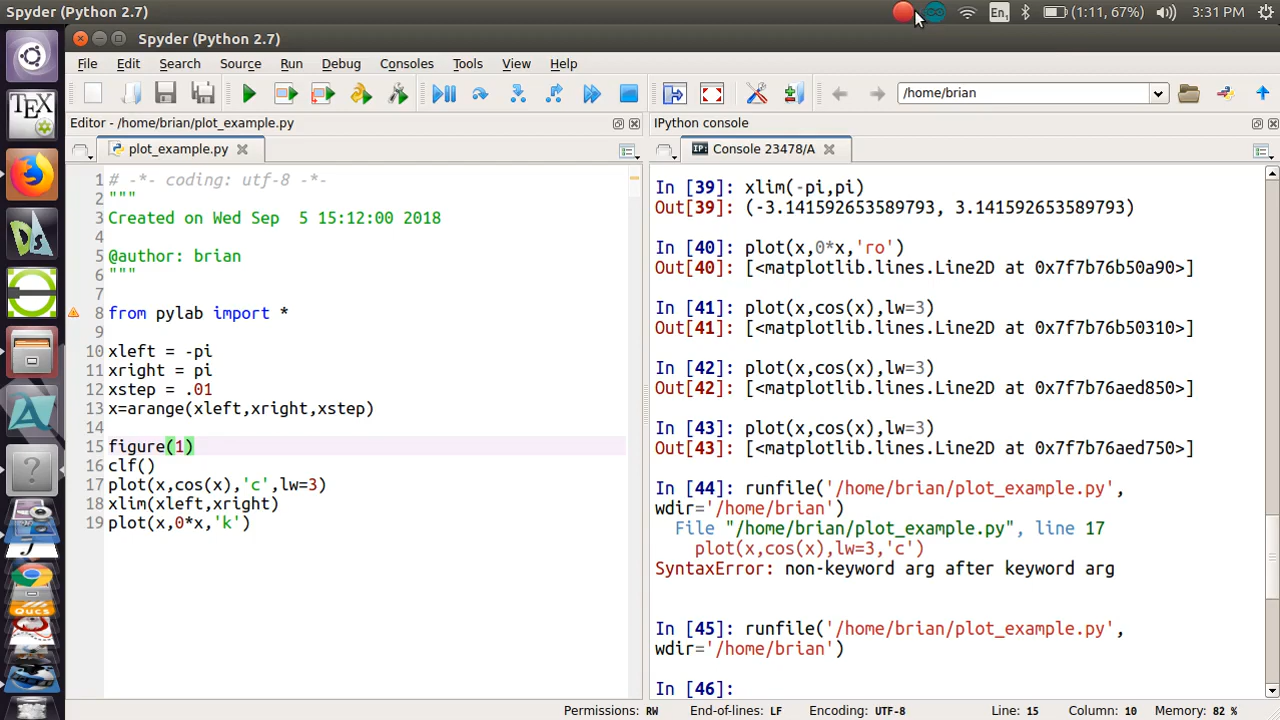 Spyder (Python 2.7)
En1
(1:11, 67%)
3:31 PM
Spyder (Python 2.7)
File Edit Search Source Run Debug Consoles Tools View Help
/home/brian
Editor - /home/brian/plot_example.py
IPython console
plot_example.py
IP: Console 23478/A
1 # -*- coding: utf-8 -*-
2 """
3 Created on Wed Sep  5 15:12:00 2018
4
5 @author: brian
6 """
7
8 from pylab import *
9
10 xleft = -pi
11 xright = pi
12 xstep = .01
13 x=arange(xleft,xright,xstep)
14
15 figure(1)
16 clf()
17 plot(x,cos(x),'c',lw=3)
18 xlim(xleft,xright)
19 plot(x,0*x,'k')
In [39]: xlim(-pi,pi)
Out[39]: (-3.141592653589793, 3.141592653589793)
In [40]: plot(x,0*x,'ro')
Out[40]: [<matplotlib.lines.Line2D at 0x7f7b76b50a90>]
In [41]: plot(x,cos(x),lw=3)
Out[41]: [<matplotlib.lines.Line2D at 0x7f7b76b50310>]
In [42]: plot(x,cos(x),lw=3)
Out[42]: [<matplotlib.lines.Line2D at 0x7f7b76aed850>]
In [43]: plot(x,cos(x),lw=3)
Out[43]: [<matplotlib.lines.Line2D at 0x7f7b76aed750>]
In [44]: runfile('/home/brian/plot_example.py',
wdir='/home/brian')
File "/home/brian/plot_example.py", line 17
plot(x,cos(x),lw=3,'c')
SyntaxError: non-keyword arg after keyword arg
In [45]: runfile('/home/brian/plot_example.py',
wdir='/home/brian')
In [46]:
TEX
DS
?
QUCS
Permissions: RW End-of-lines: LF Encoding: UTF-8 Line: 15 Column: 10 Memory: 82 %